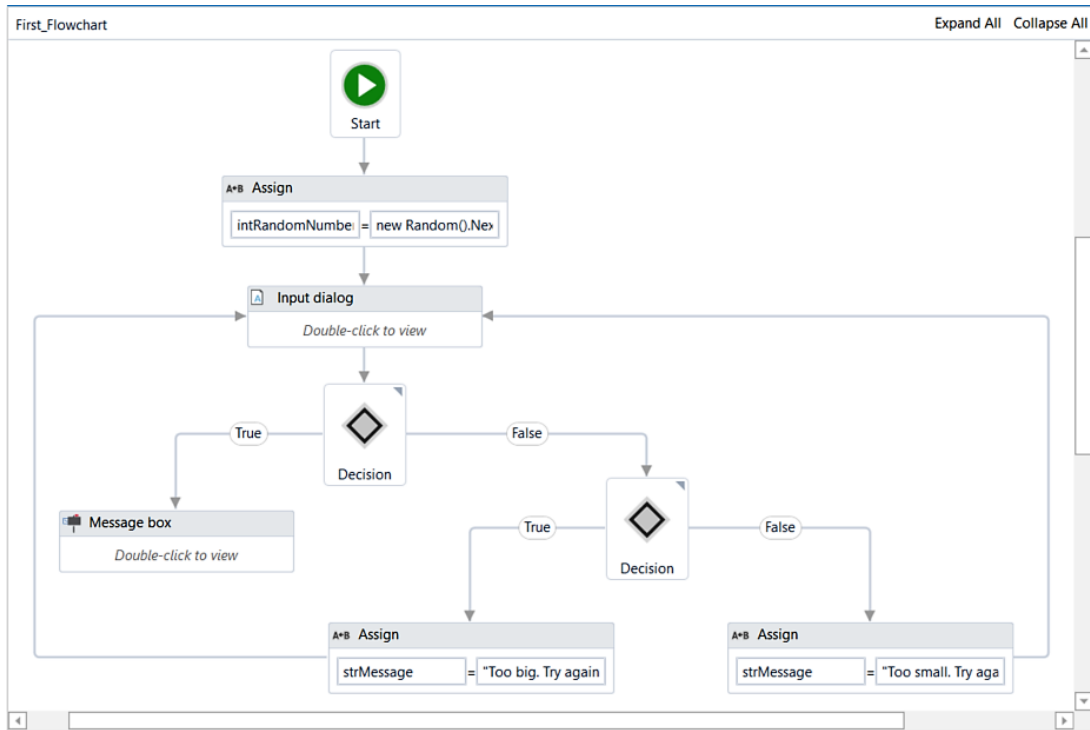 First_Flowchart
Expand All Collapse All
Start
A*B Assign
intRandomNumbe = new Random().Nex
Input dialog
Double-click to view
True
False
Decision
Message box
Double-click to view
True
False
Decision
A*B Assign
strMessage = "Too big. Try again
A*B Assign
strMessage = "Too small. Try aga